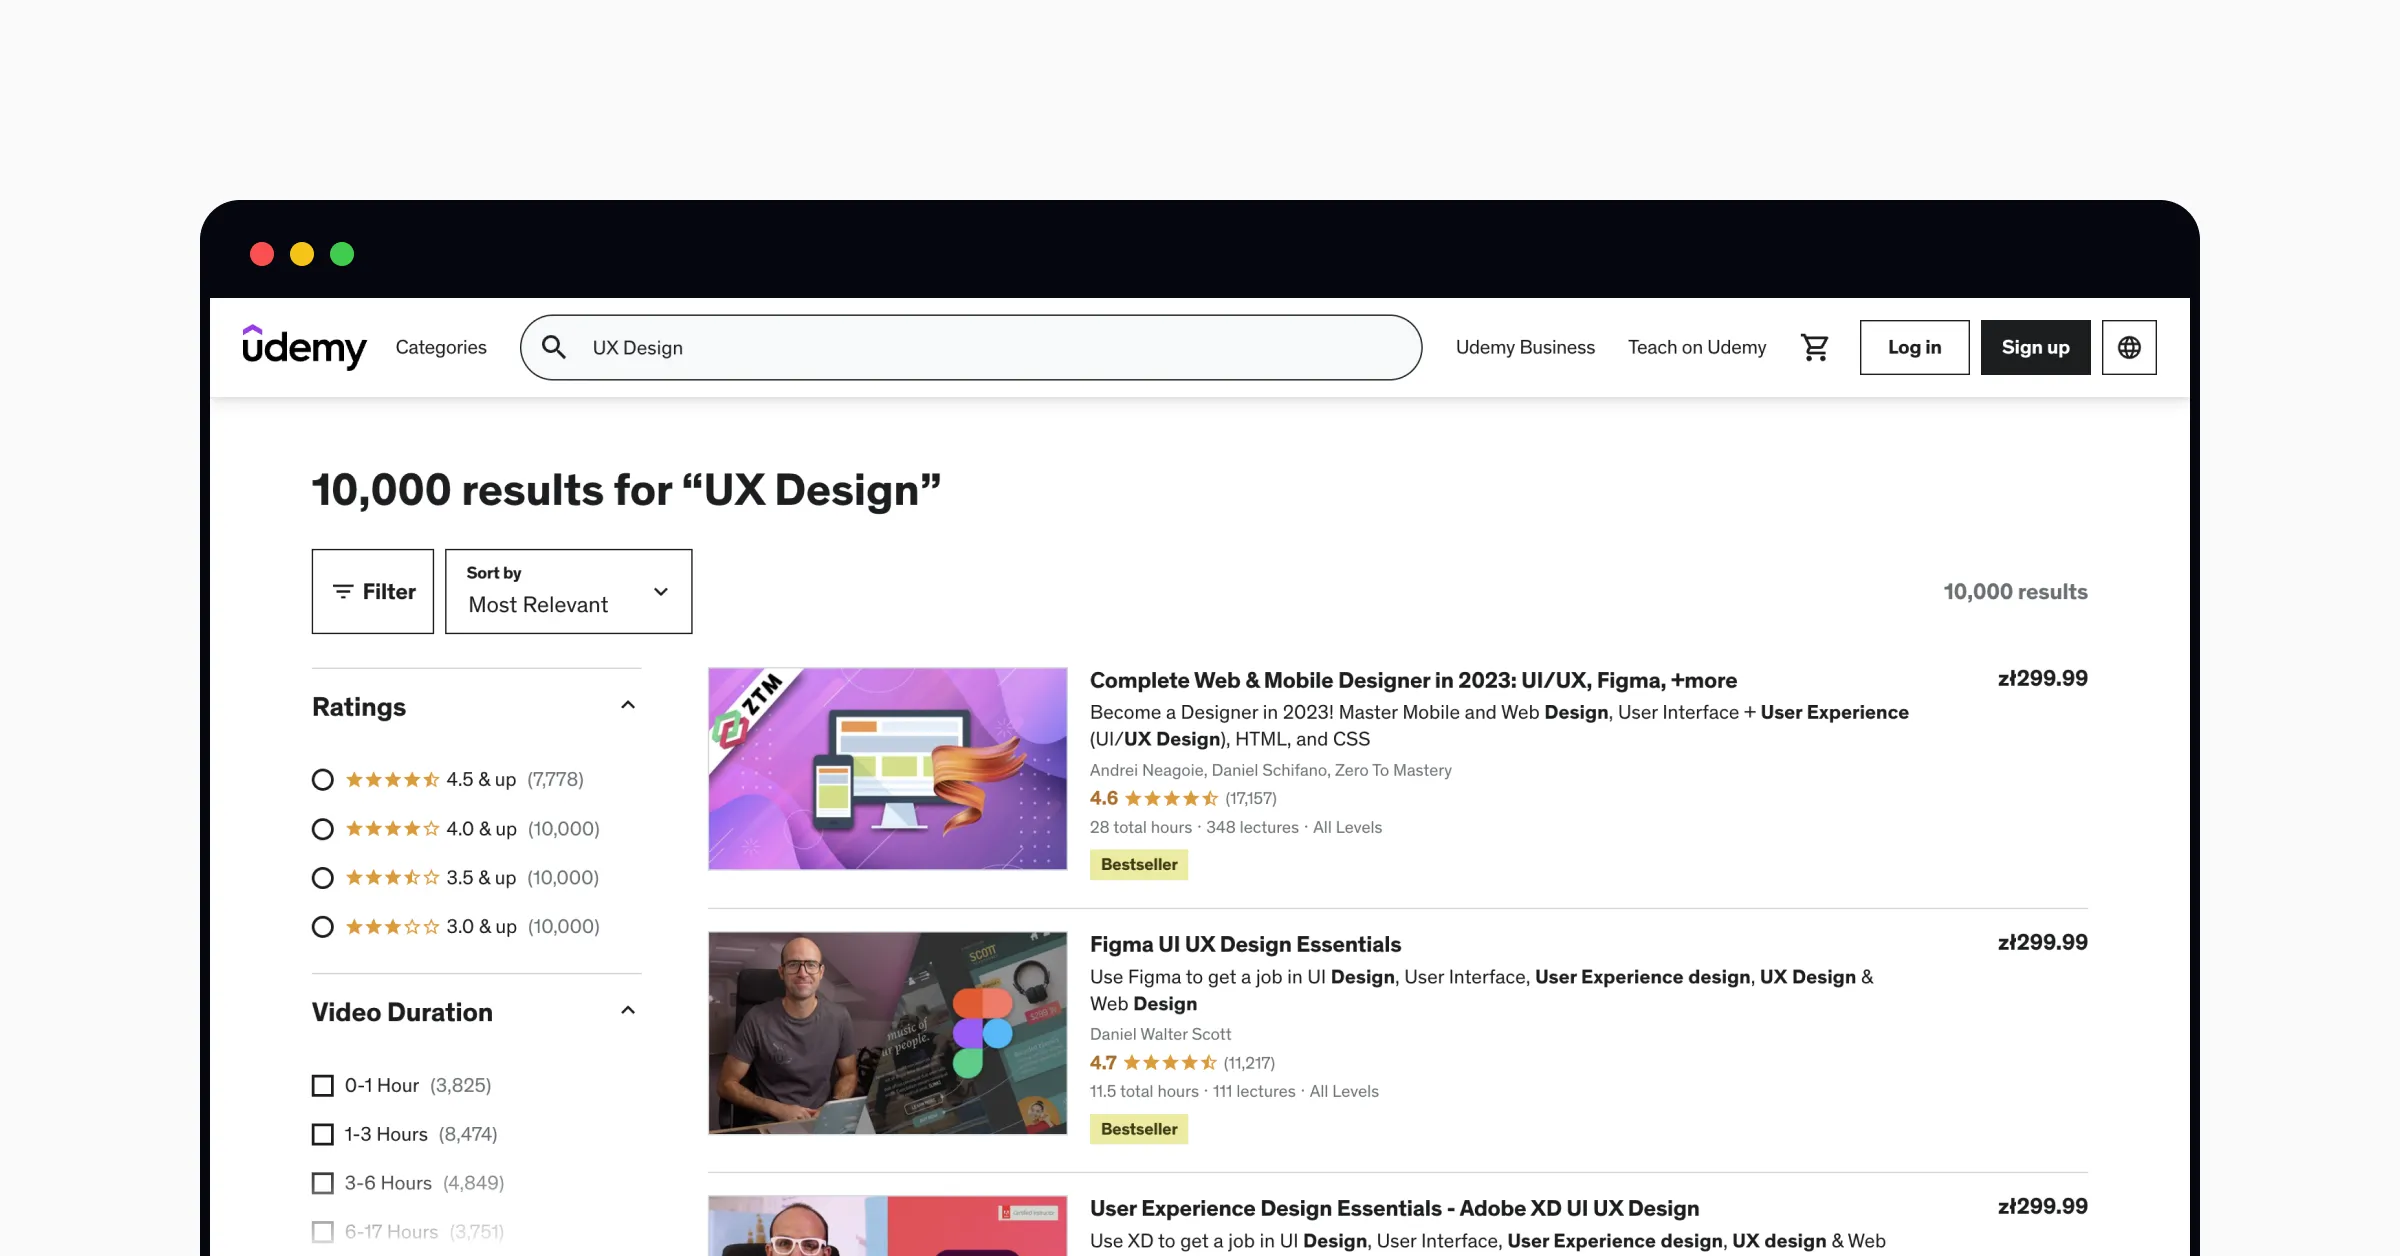 udemy
Categories
UX Design
Udemy Business
Teach on Udemy
Log in
Sign up
10,000 results for “UX Design”
Filter
Sort by
Most Relevant
10,000 results
Ratings
4.5 & up (7,778)
4.0 & up (10,000)
3.5 & up (10,000)
3.0 & up (10,000)
Video Duration
0-1 Hour (3,825)
1-3 Hours (8,474)
3-6 Hours (4,849)
6-17 Hours (3,751)
ZTM
Complete Web & Mobile Designer in 2023: UI/UX, Figma, +more
zł299.99
Become a Designer in 2023! Master Mobile and Web Design, User Interface + User Experience
(UI/UX Design), HTML, and CSS
Andrei Neagoie, Daniel Schifano, Zero To Mastery
4.6 (17,157)
28 total hours · 348 lectures · All Levels
Bestseller
SCOTT
music of
ur people.
Figma UI UX Design Essentials
zł299.99
Use Figma to get a job in UI Design, User Interface, User Experience design, UX Design &
Web Design
Daniel Walter Scott
4.7 (11,217)
11.5 total hours · 111 lectures · All Levels
Bestseller
User Experience Design Essentials - Adobe XD UI UX Design
zł299.99
Use XD to get a job in UI Design, User Interface, User Experience design, UX design & Web